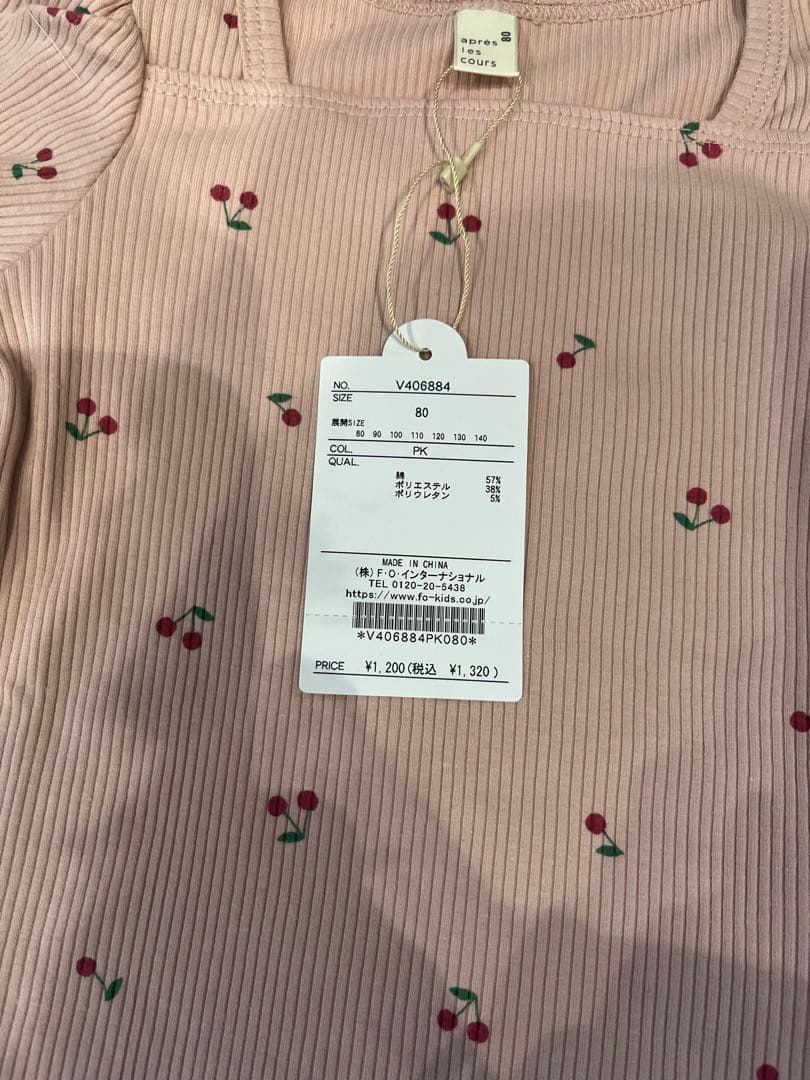 après
les
cours
80
NO. V406884
SIZE
80
展開SIZE
80 90 100 110 120 130 140
COL. PK
QUAL.
綿 57%
ポリエステル 38%
ポリウレタン 5%
MADE IN CHINA
(株)F・O・インターナショナル
TEL 0120-20-5438
https://www.fo-kids.co.jp/
*V406884PK080*
PRICE ¥1,200(税込 ¥1,320)